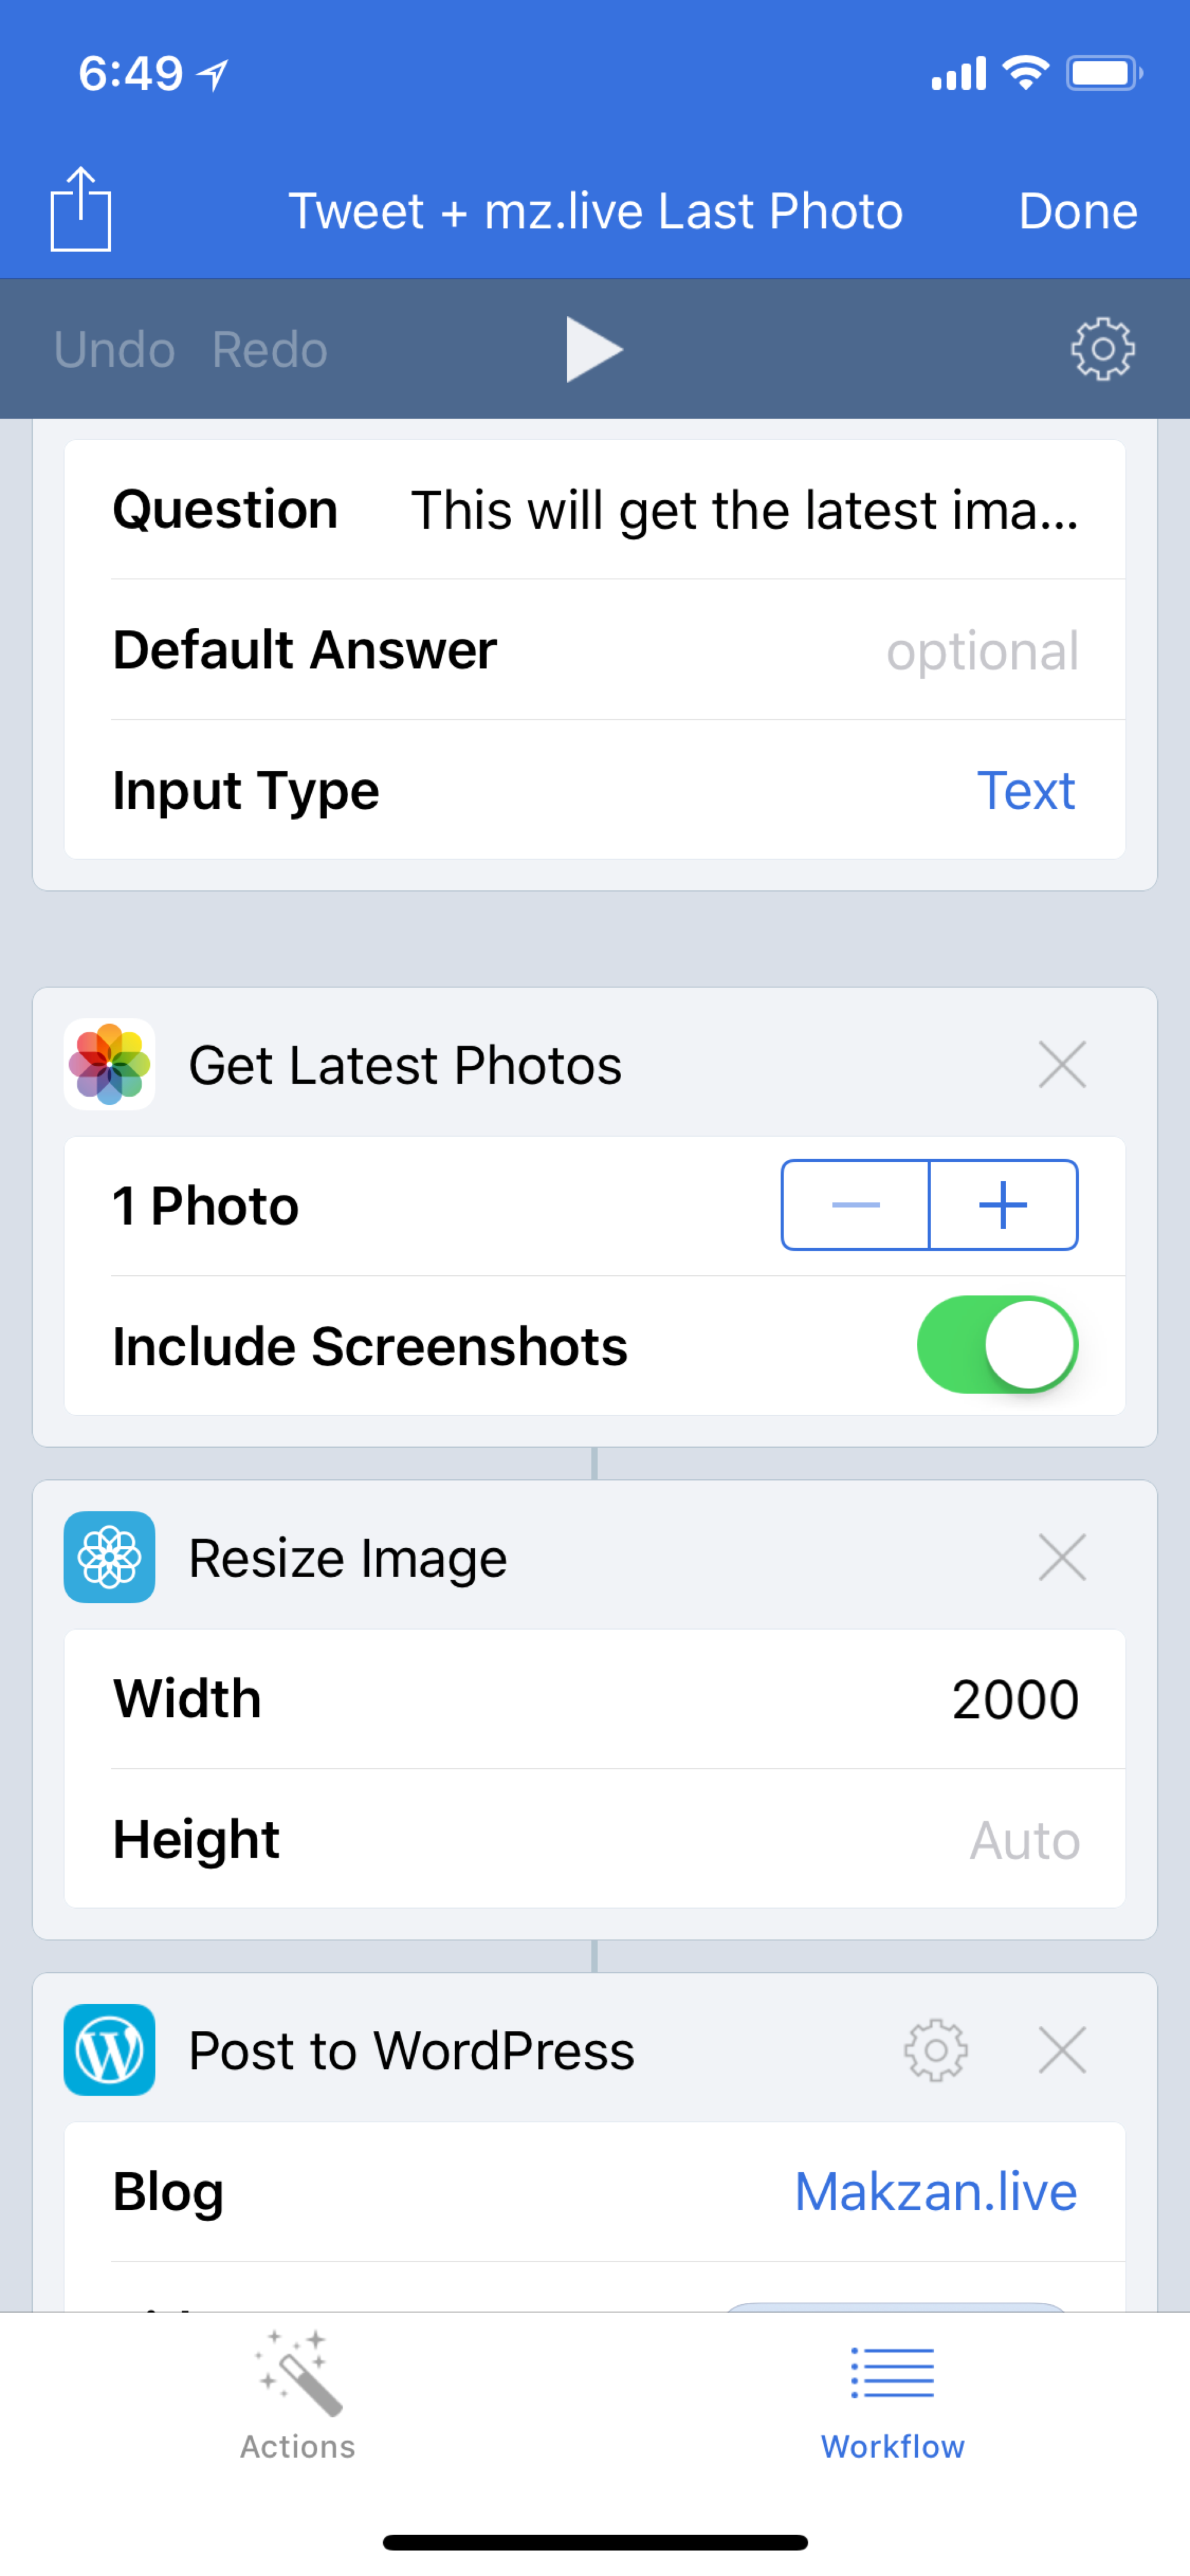 6:49
Tweet + mz.live Last Photo
Done
Undo Redo
Question This will get the latest ima...
Default Answer optional
Input Type Text
Get Latest Photos
1 Photo
Include Screenshots
Resize Image
Width 2000
Height Auto
Post to WordPress
Blog Makzan.live
Actions
Workflow